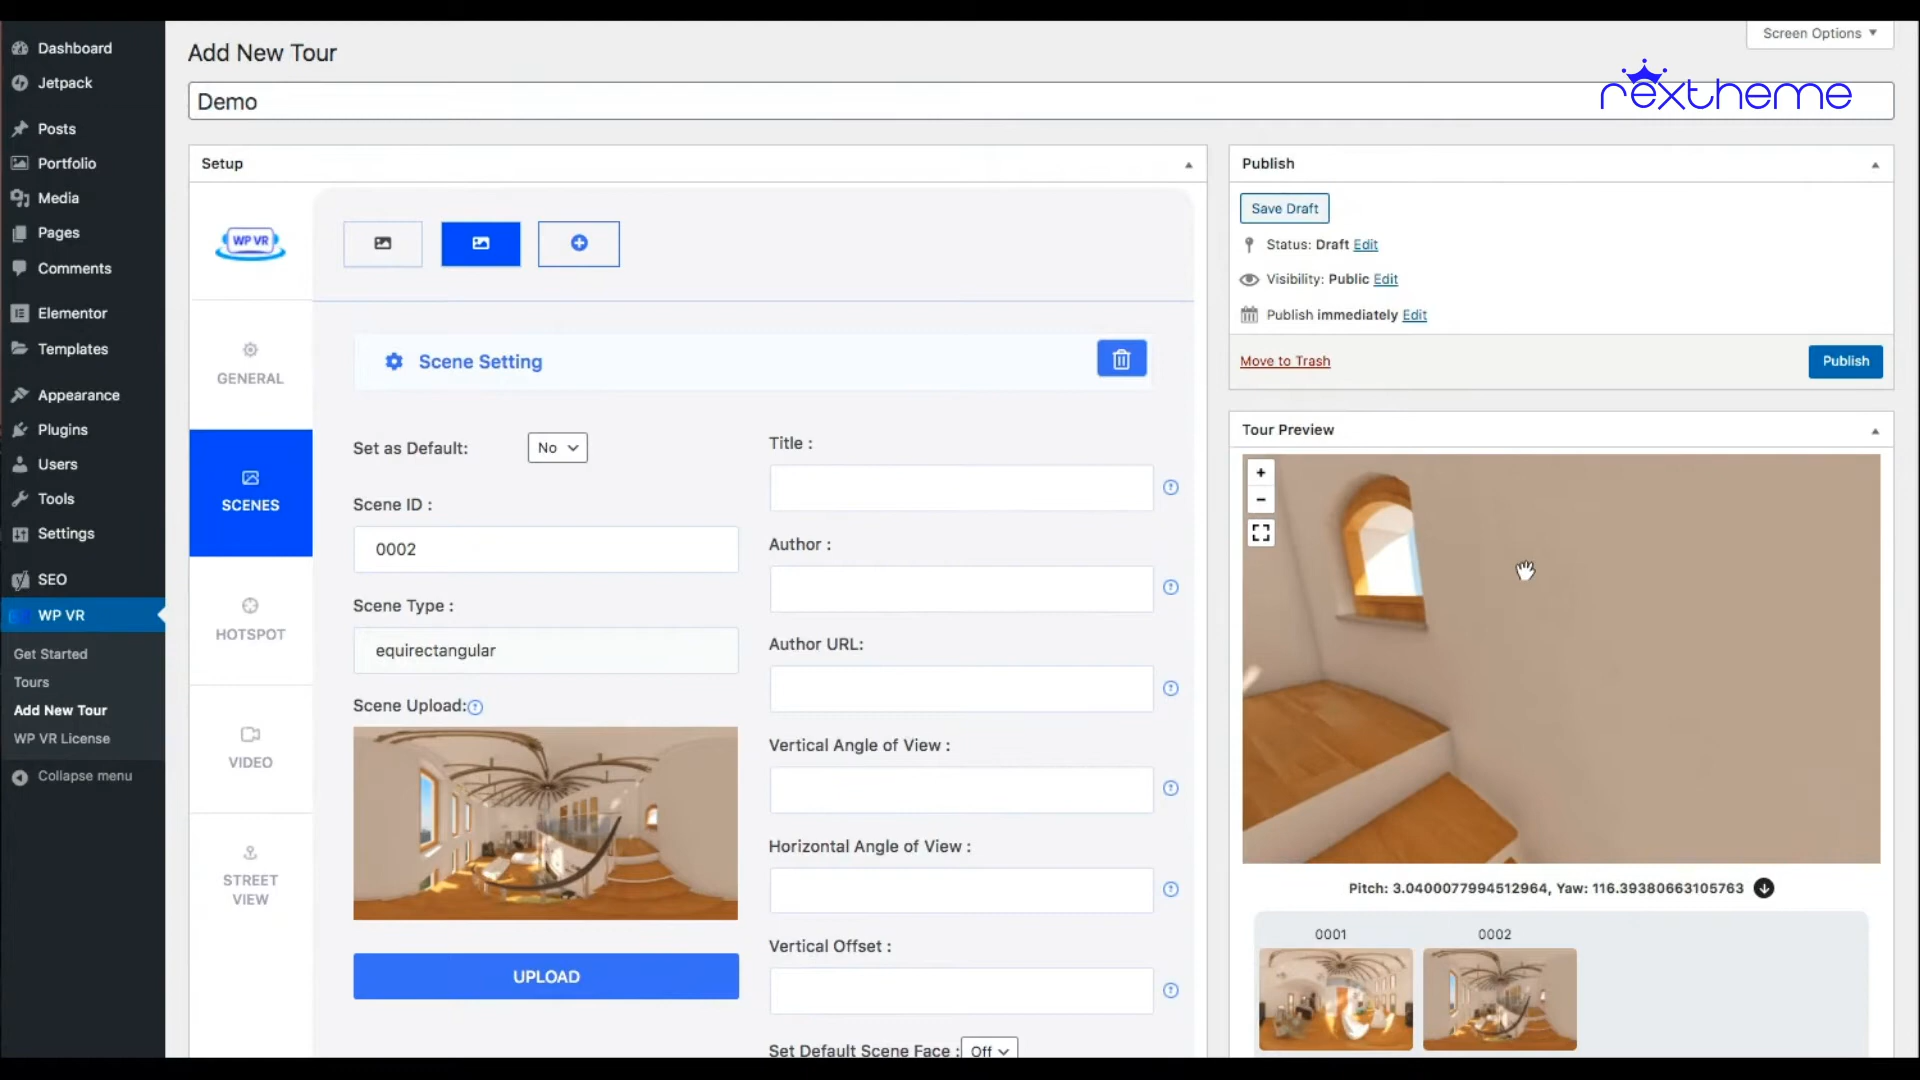 Dashboard
Jetpack
Posts
Portfolio
Media
Pages
Comments
Elementor
Templates
Appearance
Plugins
Users
Tools
Settings
SEO
WP VR
Get Started
Tours
Add New Tour
WP VR License
Collapse menu
Screen Options
Add New Tour
rextheme
Demo
Setup
WP VR
GENERAL
SCENES
HOTSPOT
VIDEO
STREET
VIEW
Scene Setting
Set as Default: No
Scene ID :
0002
Scene Type :
equirectangular
Scene Upload:
UPLOAD
Title :
Author :
Author URL:
Vertical Angle of View :
Horizontal Angle of View :
Vertical Offset :
Set Default Scene Face : Off
Publish
Save Draft
Status: Draft Edit
Visibility: Public Edit
Publish immediately Edit
Move to Trash
Publish
Tour Preview
+
−
Pitch: 3.0400077994512964, Yaw: 116.39380663105763
0001 0002